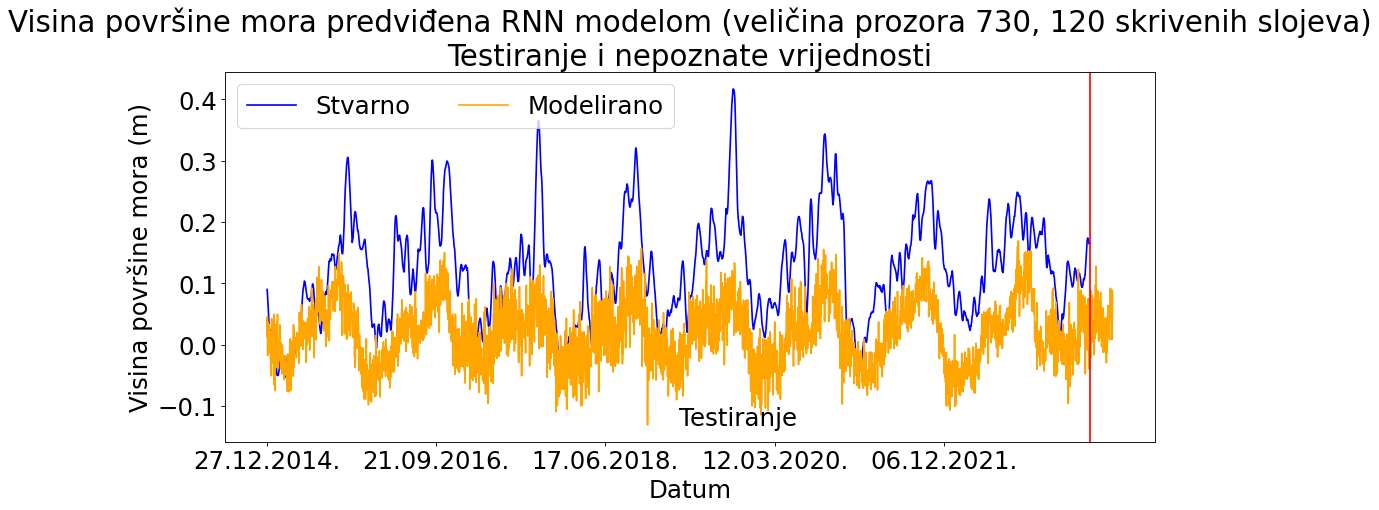 Visina površine mora predviđena RNN modelom (veličina prozora 730, 120 skrivenih slojeva)
Testiranje i nepoznate vrijednosti
Stvarno
Modelirano
Visina površine mora (m)
0.4
0.3
0.2
0.1
0.0
−0.1
Testiranje
27.12.2014.
21.09.2016.
17.06.2018.
12.03.2020.
06.12.2021.
Datum